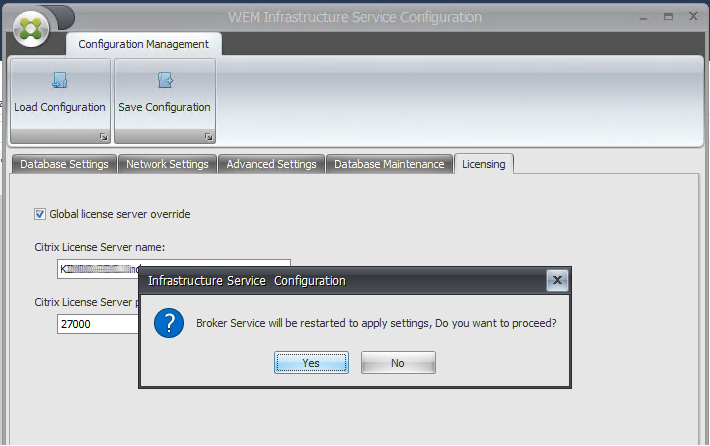 WEM Infrastructure Service Configuration
Configuration Management
Load Configuration Save Configuration
Database Settings Network Settings Advanced Settings Database Maintenance Licensing
Global license server override
Citrix License Server name:
Infrastructure Service Configuration
Citrix License Server
Broker Service will be restarted to apply settings, Do you want to proceed?
27000
Yes No